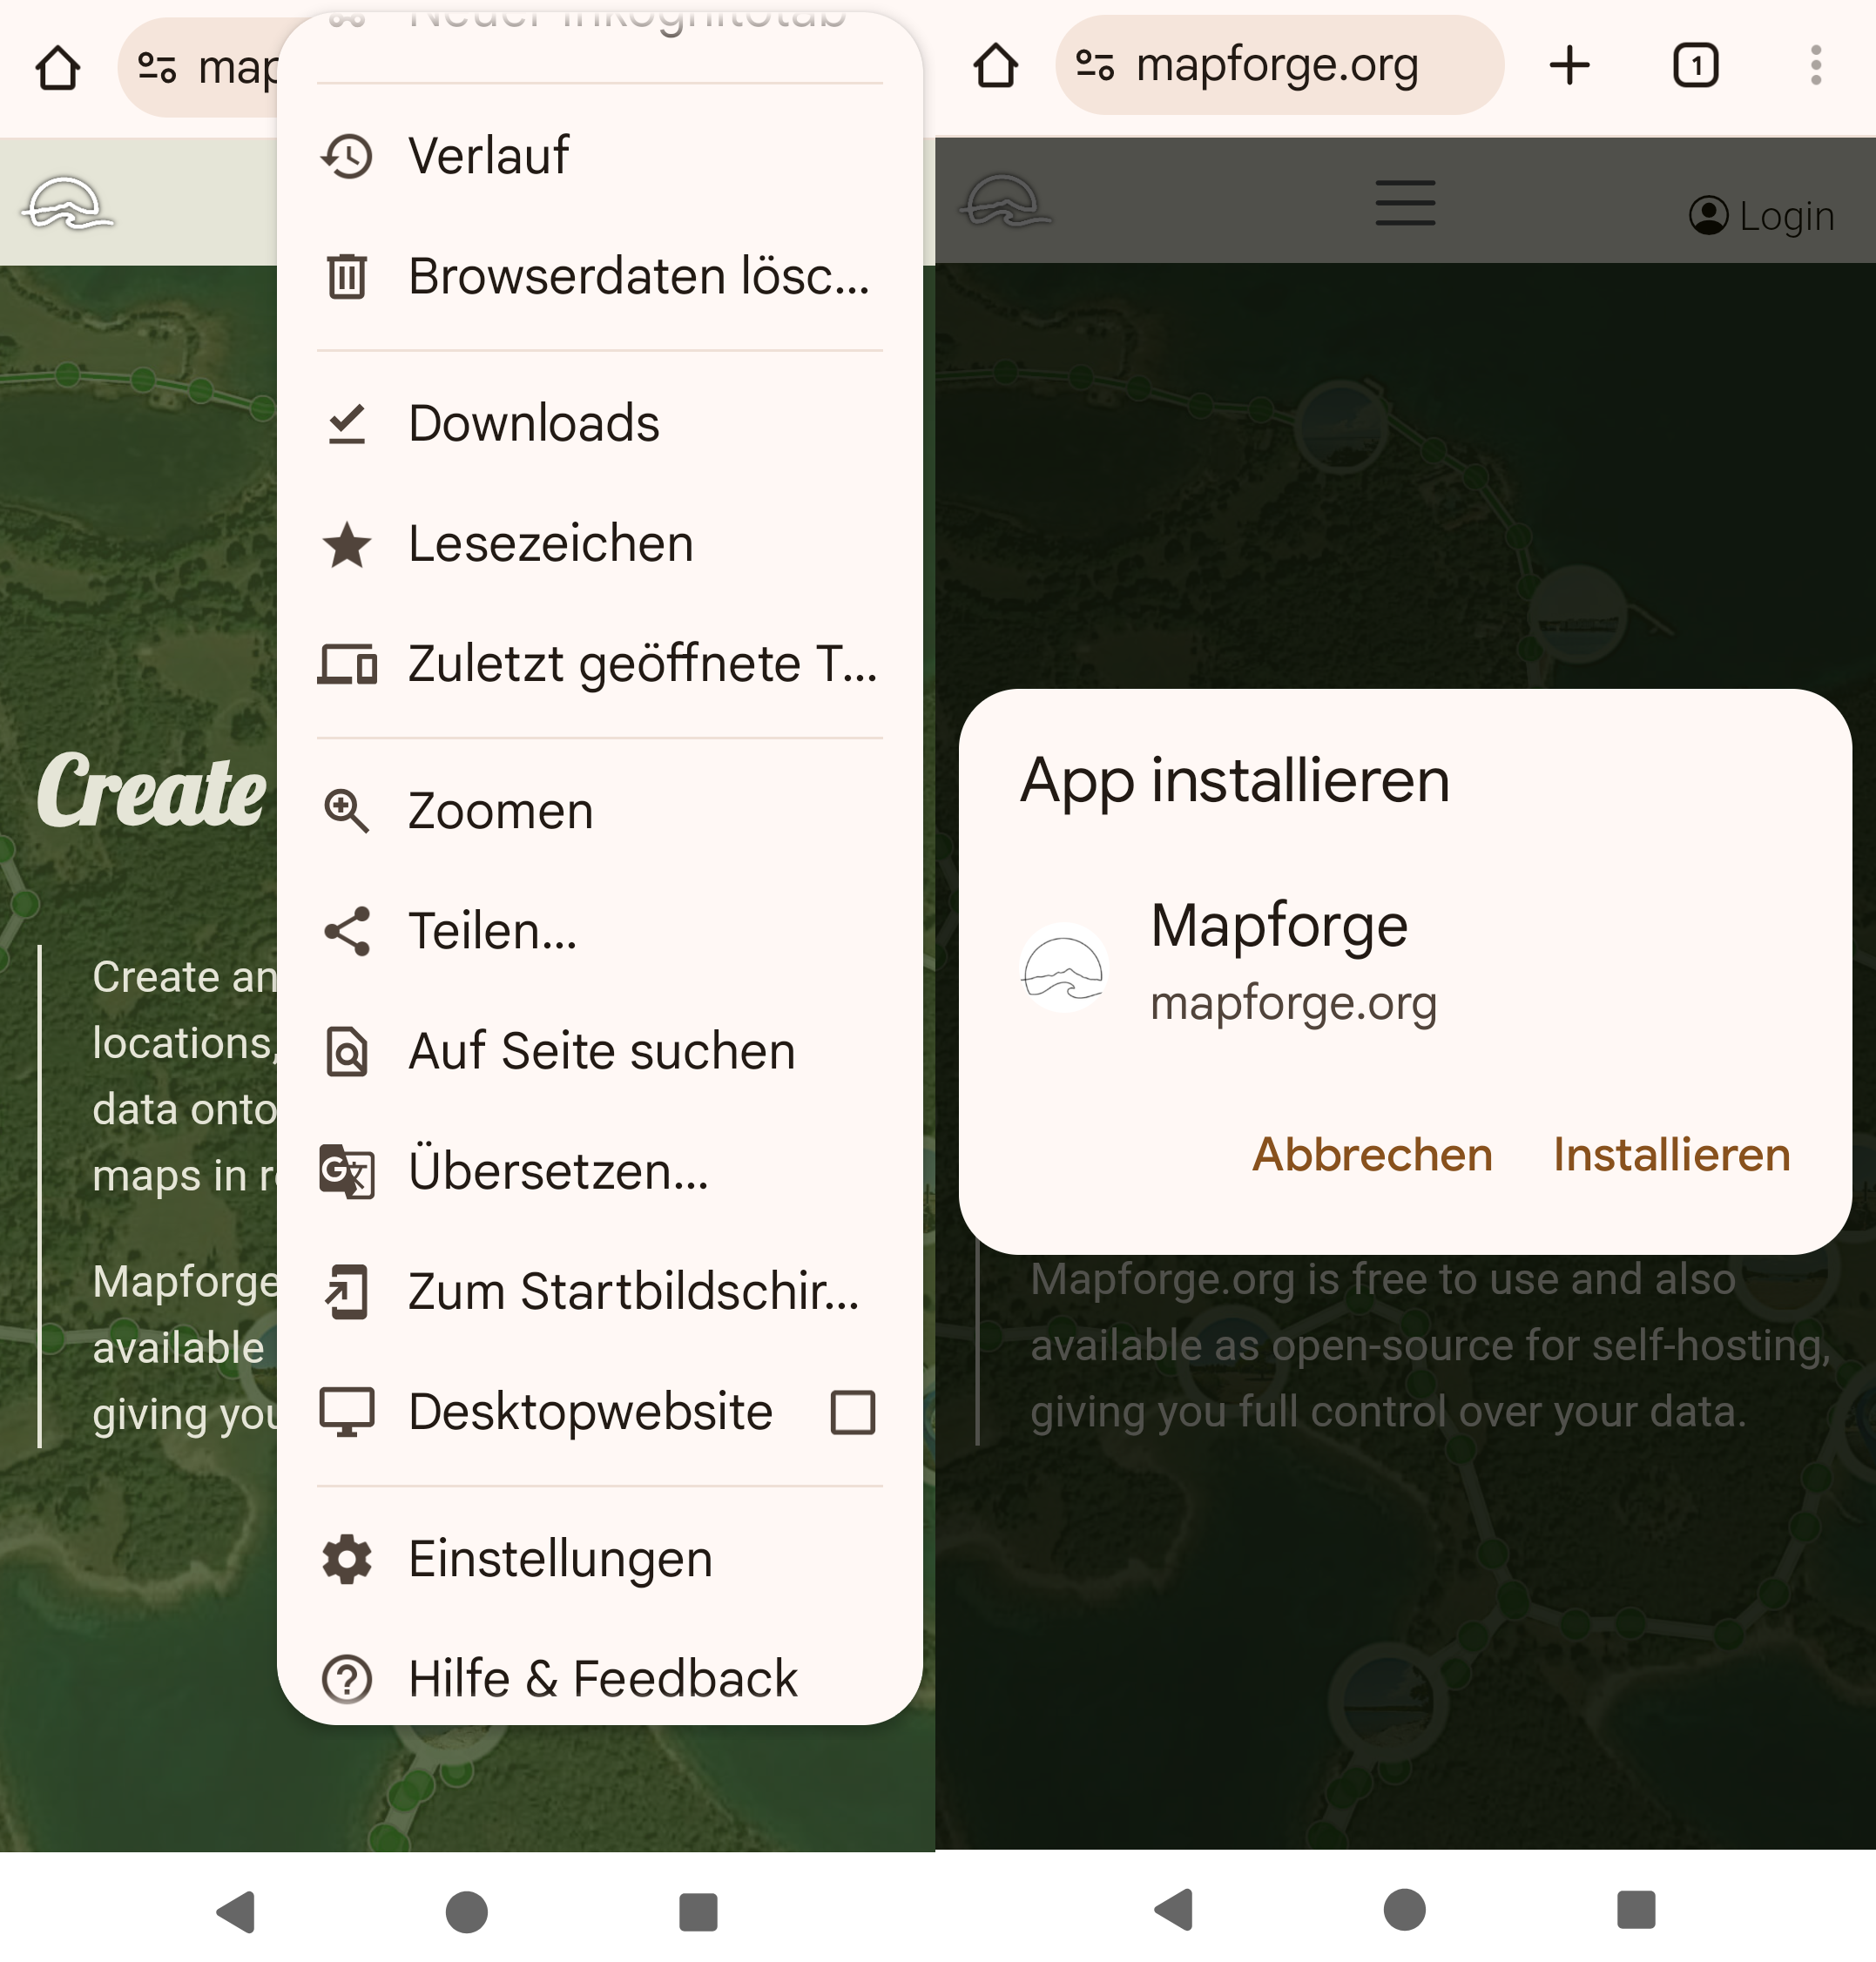 map
Neuer Inkognitotab
Verlauf
Browserdaten lösc...
Downloads
Lesezeichen
Zuletzt geöffnete T...
Zoomen
Teilen...
Auf Seite suchen
Übersetzen...
Zum Startbildschir...
Desktopwebsite
Einstellungen
Hilfe & Feedback
Create
Create an
locations,
data onto
maps in r
Mapforge
available
giving you
mapforge.org
1
Login
App installieren
Mapforge
mapforge.org
Abbrechen Installieren
Mapforge.org is free to use and also
available as open-source for self-hosting,
giving you full control over your data.